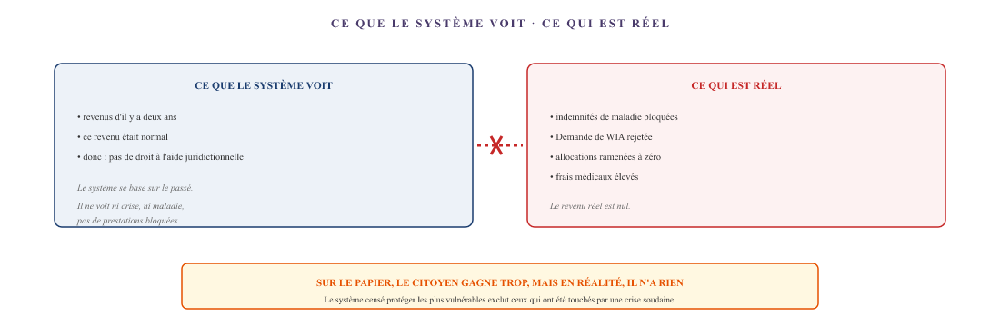 CE QUE LE SYSTÈME VOIT · CE QUI EST RÉEL
CE QUE LE SYSTÈME VOIT
• revenus d'il y a deux ans
• ce revenu était normal
• donc : pas de droit à l'aide juridictionnelle
Le système se base sur le passé.
Il ne voit ni crise, ni maladie,
pas de prestations bloquées.
CE QUI EST RÉEL
• indemnités de maladie bloquées
• Demande de WIA rejetée
• allocations ramenées à zéro
• frais médicaux élevés
Le revenu réel est nul.
SUR LE PAPIER, LE CITOYEN GAGNE TROP, MAIS EN RÉALITÉ, IL N'A RIEN
Le système censé protéger les plus vulnérables exclut ceux qui ont été touchés par une crise soudaine.